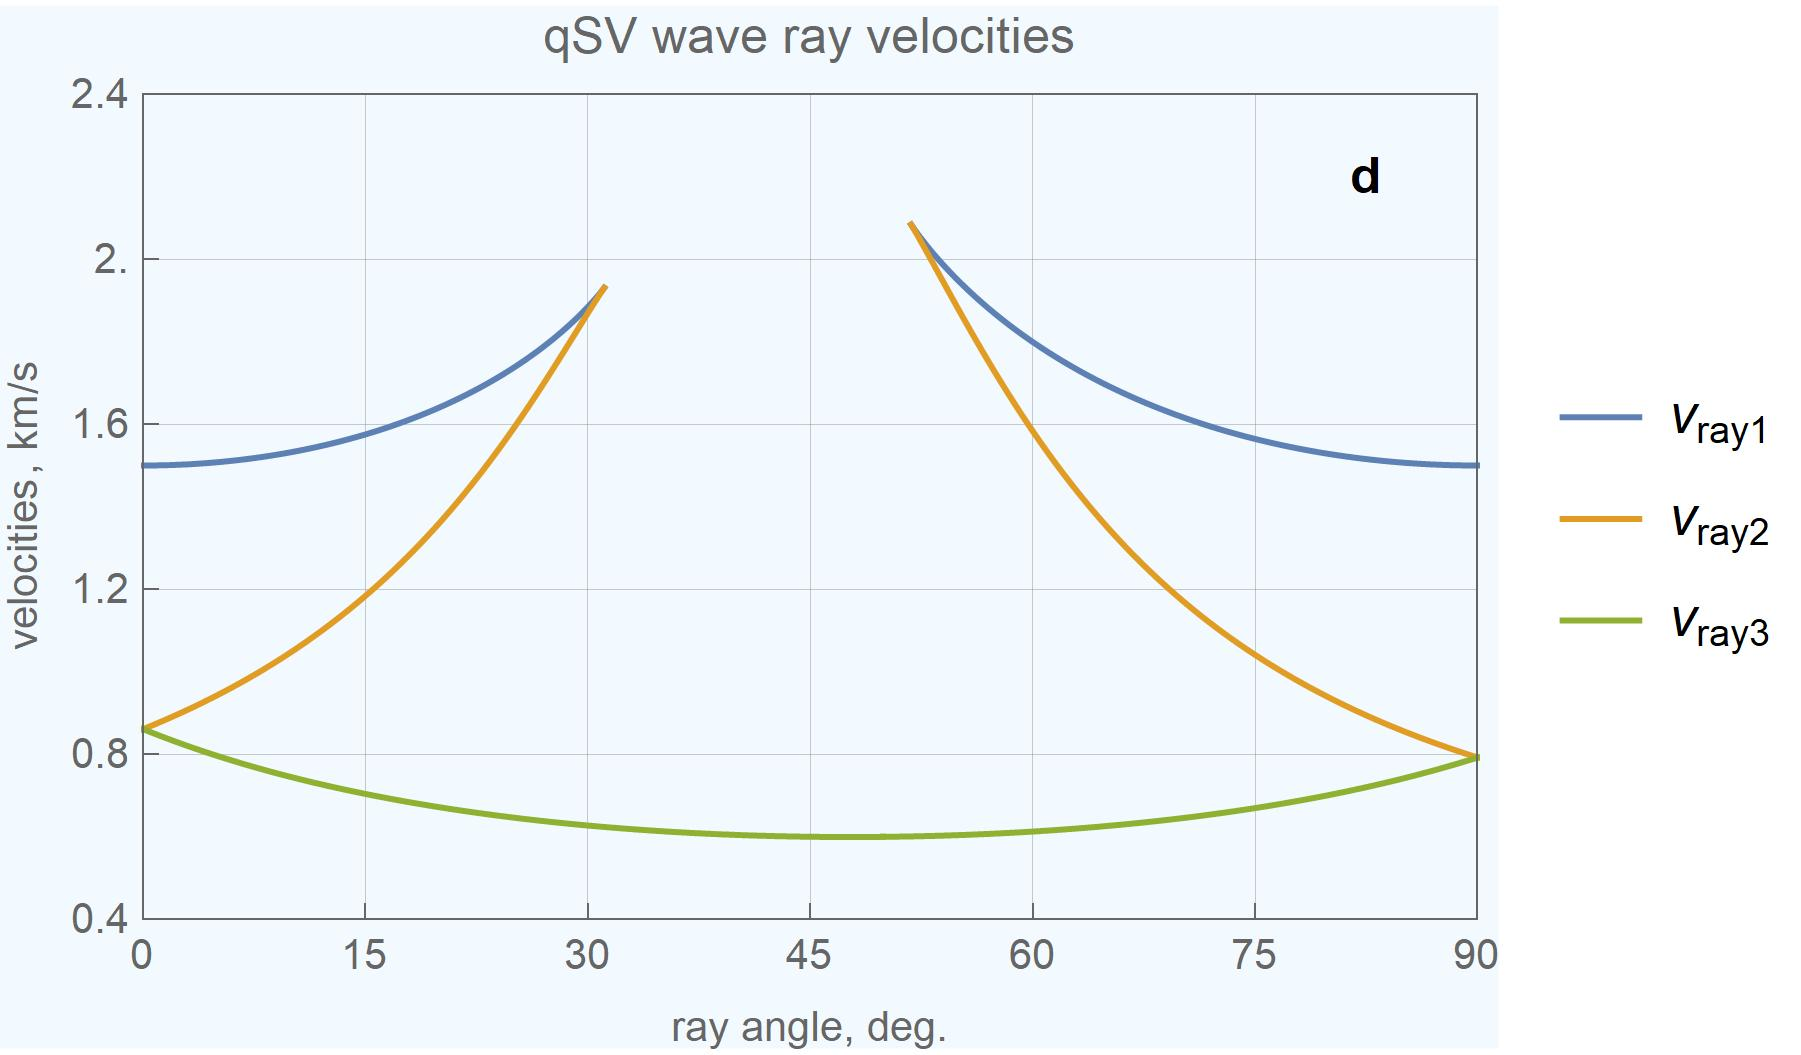 qSV wave ray velocities
2.4
2.
1.6
1.2
0.8
0.4
velocities, km/s
d
0 15 30 45 60 75 90
ray angle, deg.
vray1
vray2
vray3